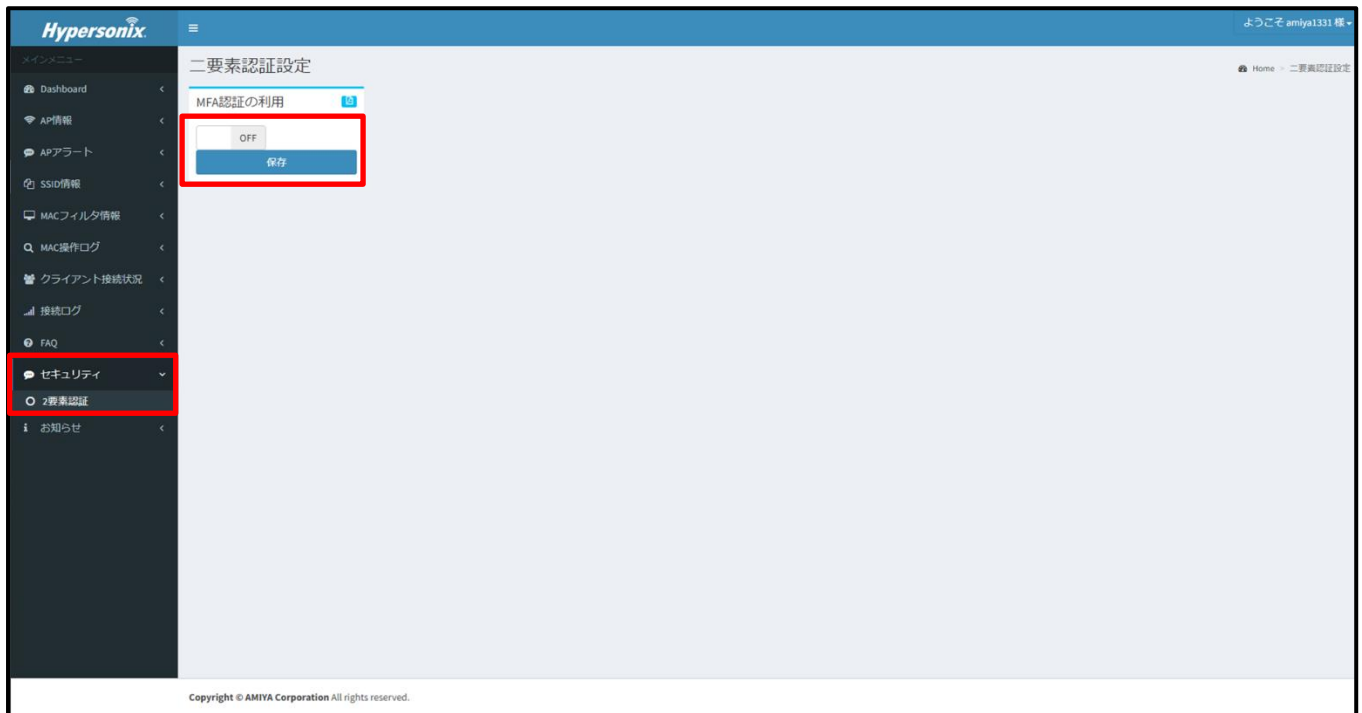 Hypersonix.
ようこそ amiya1331 様
メインメニュー
Dashboard
AP情報
APアラート
SSID情報
MACフィルタ情報
MAC操作ログ
クライアント接続状況
接続ログ
FAQ
セキュリティ
2要素認証
お知らせ
二要素認証設定
Home > 二要素認証設定
MFA認証の利用
OFF
保存
Copyright © AMIYA Corporation All rights reserved.